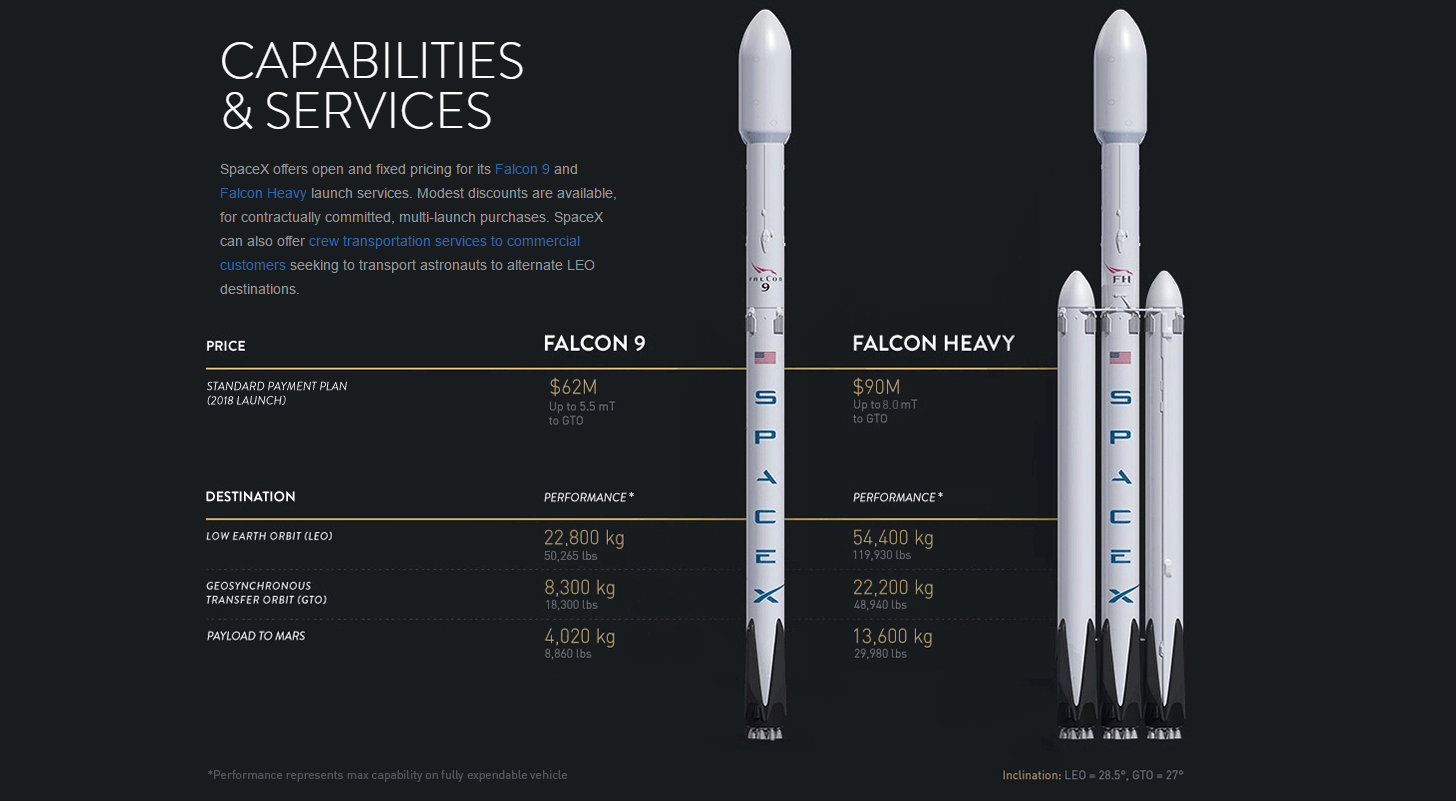 CAPABILITIES
& SERVICES
SpaceX offers open and fixed pricing for its Falcon 9 and
Falcon Heavy launch services. Modest discounts are available,
for contractually committed, multi-launch purchases. SpaceX
can also offer crew transportation services to commercial
customers seeking to transport astronauts to alternate LEO
destinations.
PRICE FALCON 9 FALCON HEAVY
STANDARD PAYMENT PLAN
(2018 LAUNCH)
$62M
Up to 5.5 mT
to GTO
$90M
Up to 8.0 mT
to GTO
DESTINATION PERFORMANCE* PERFORMANCE*
LOW EARTH ORBIT (LEO)
22,800 kg
50,265 lbs
54,400 kg
119,930 lbs
GEOSYNCHRONOUS
TRANSFER ORBIT (GTO)
8,300 kg
18,300 lbs
22,200 kg
48,940 lbs
PAYLOAD TO MARS
4,020 kg
8,860 lbs
13,600 kg
29,980 lbs
FALCON
9
SPACEX
FH
SPACEX
*Performance represents max capability on fully expendable vehicle
Inclination: LEO = 28.5°, GTO = 27°